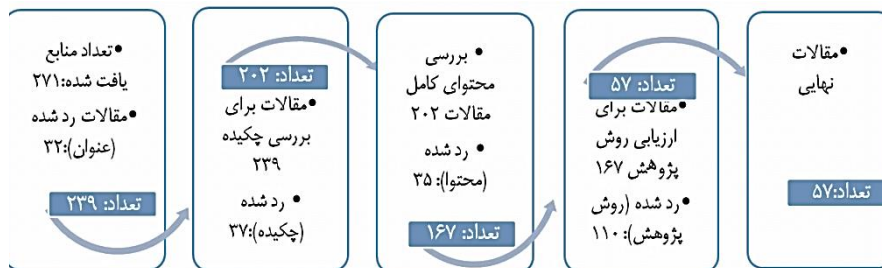 •تعداد منابع
یافت شده:۲۷۱
•مقالات رد شده
(عنوان):۳۲
تعداد: ۲۳۹
تعداد: ۲۰۲
•مقالات برای
بررسی چکیده
۲۳۹
• رد شده
(چکیده):۳۷
• بررسی
محتوای کامل
مقالات ۲۰۲
• رد شده
(محتوا): ۳۵
تعداد: ۱۶۷
تعداد: ۵۷
•مقالات برای
ارزیابی روش
پژوهش ۱۶۷
•رد شده (روش
پژوهش): ۱۱۰
•مقالات
نهایی
تعداد:۵۷